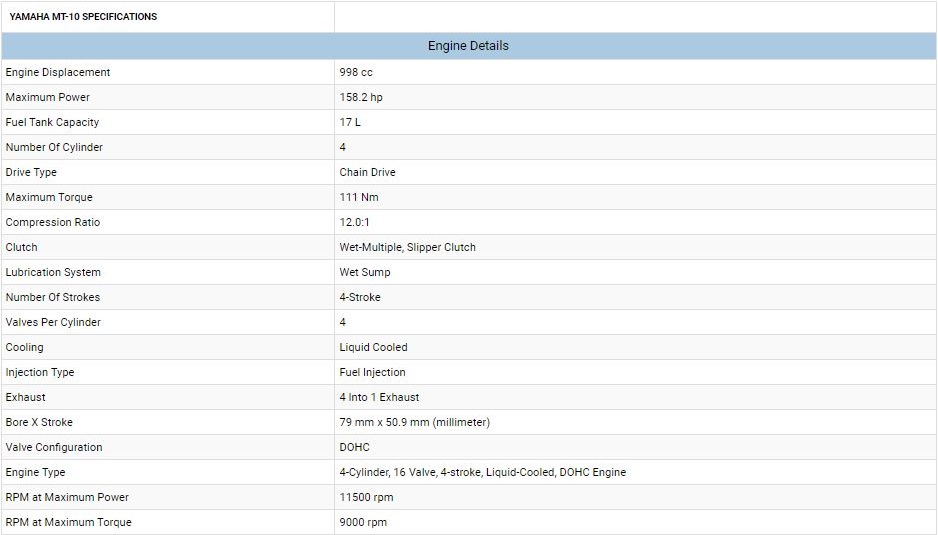 YAMAHA MT-10 SPECIFICATIONS
Engine Details
Engine Displacement 998 cc
Maximum Power 158.2 hp
Fuel Tank Capacity 17 L
Number Of Cylinder 4
Drive Type Chain Drive
Maximum Torque 111 Nm
Compression Ratio 12.0:1
Clutch Wet-Multiple, Slipper Clutch
Lubrication System Wet Sump
Number Of Strokes 4-Stroke
Valves Per Cylinder 4
Cooling Liquid Cooled
Injection Type Fuel Injection
Exhaust 4 Into 1 Exhaust
Bore X Stroke 79 mm x 50.9 mm (millimeter)
Valve Configuration DOHC
Engine Type 4-Cylinder, 16 Valve, 4-stroke, Liquid-Cooled, DOHC Engine
RPM at Maximum Power 11500 rpm
RPM at Maximum Torque 9000 rpm